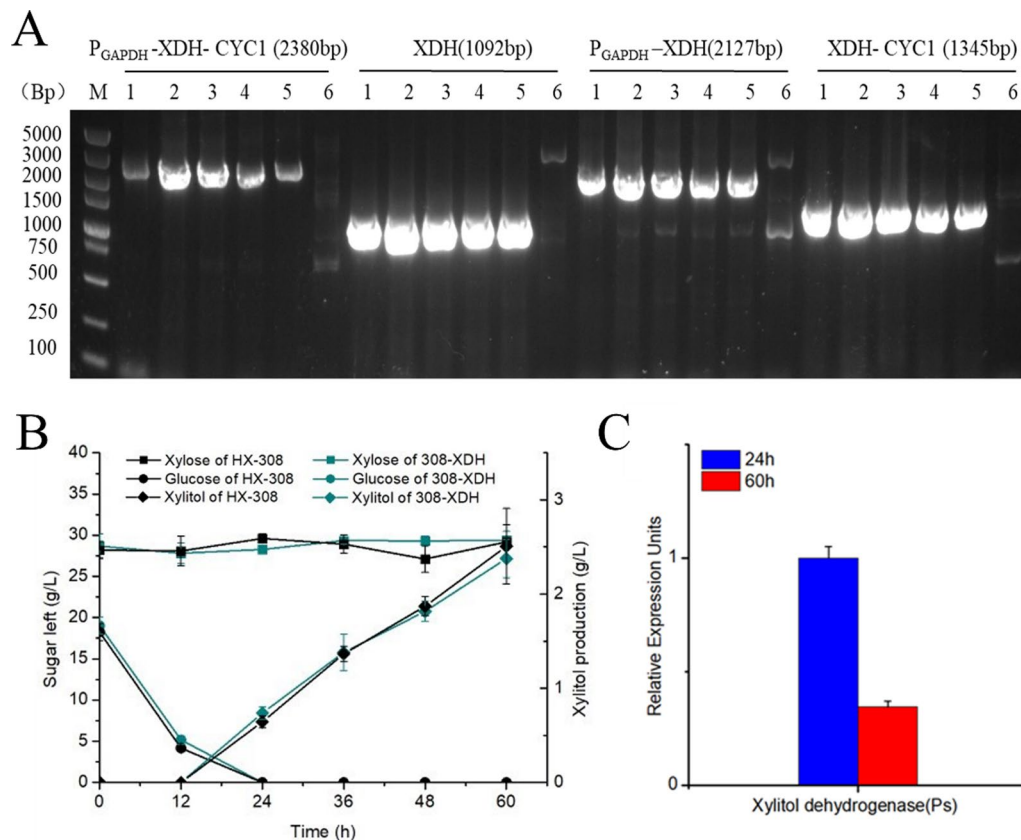 A
P_GAPDH -XDH- CYC1 (2380bp) XDH(1092bp) P_GAPDH–XDH(2127bp) XDH- CYC1 (1345bp)
（Bp） M 1 2 3 4 5 6 1 2 3 4 5 6 1 2 3 4 5 6 1 2 3 4 5 6
5000
3000
2000
1500
1000
750
500
250
100
B
40
35
30
25
20
15
10
5
0
Sugar left (g/L)
Xylose of HX-308 Xylose of 308-XDH
Glucose of HX-308 Glucose of 308-XDH
Xylitol of HX-308 Xylitol of 308-XDH
3
2
1
0
Xylitol production (g/L)
0 12 24 36 48 60
Time (h)
C
24h
60h
1
0
Relative Expression Units
Xylitol dehydrogenase(Ps)